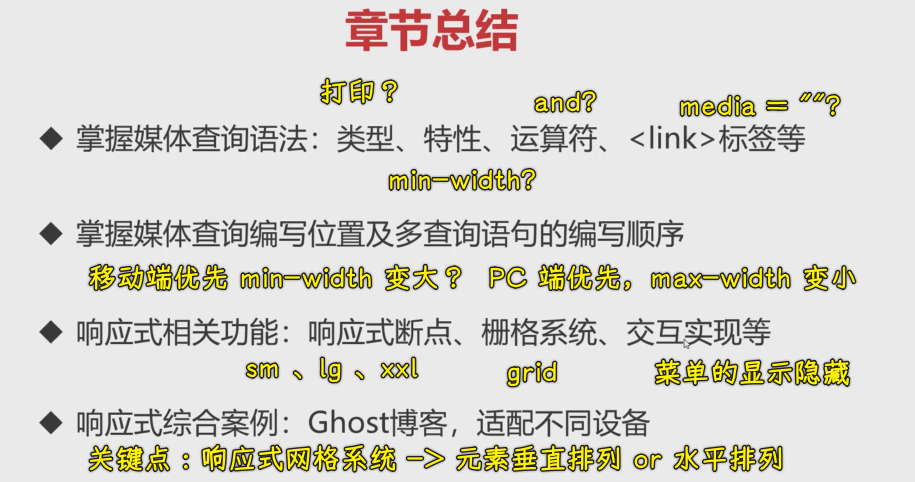 章节总结
打印？ and? media = ""?
◆ 掌握媒体查询语法：类型、特性、运算符、<link>标签等
min-width?
◆ 掌握媒体查询编写位置及多查询语句的编写顺序
移动端优先 min-width 变大？ PC 端优先，max-width 变小
◆ 响应式相关功能：响应式断点、栅格系统、交互实现等
sm 、lg 、xxl grid 菜单的显示隐藏
◆ 响应式综合案例：Ghost博客，适配不同设备
关键点：响应式网格系统 -> 元素垂直排列 or 水平排列